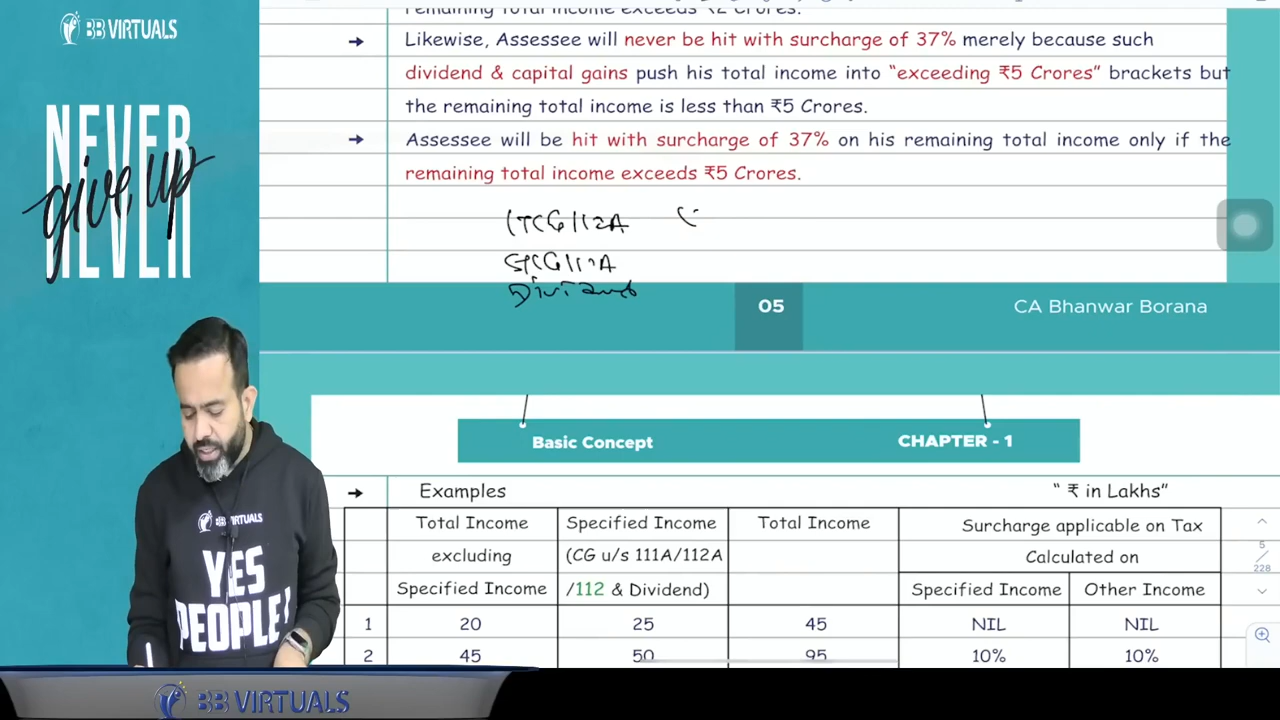 BB VIRTUALS
NEVER
give up
NEVER
remaining total income exceeds ₹2 Crores.
→ Likewise, Assessee will never be hit with surcharge of 37% merely because such
dividend & capital gains push his total income into “exceeding ₹5 Crores” brackets but
the remaining total income is less than ₹5 Crores.
→ Assessee will be hit with surcharge of 37% on his remaining total income only if the
remaining total income exceeds ₹5 Crores.
LTCG/112A
Dividend
05
CA Bhanwar Borana
Basic Concept
CHAPTER - 1
→ Examples
“ ₹ in Lakhs”
Total Income excluding Specified Income
Specified Income (CG u/s 111A/112A /112 & Dividend)
Total Income
Surcharge applicable on Tax Calculated on
Specified Income
Other Income
1 20 25 45 NIL NIL
2 45 50 95 10% 10%
5
228
BB VIRTUALS
YES
PEOPLE!
BB VIRTUALS